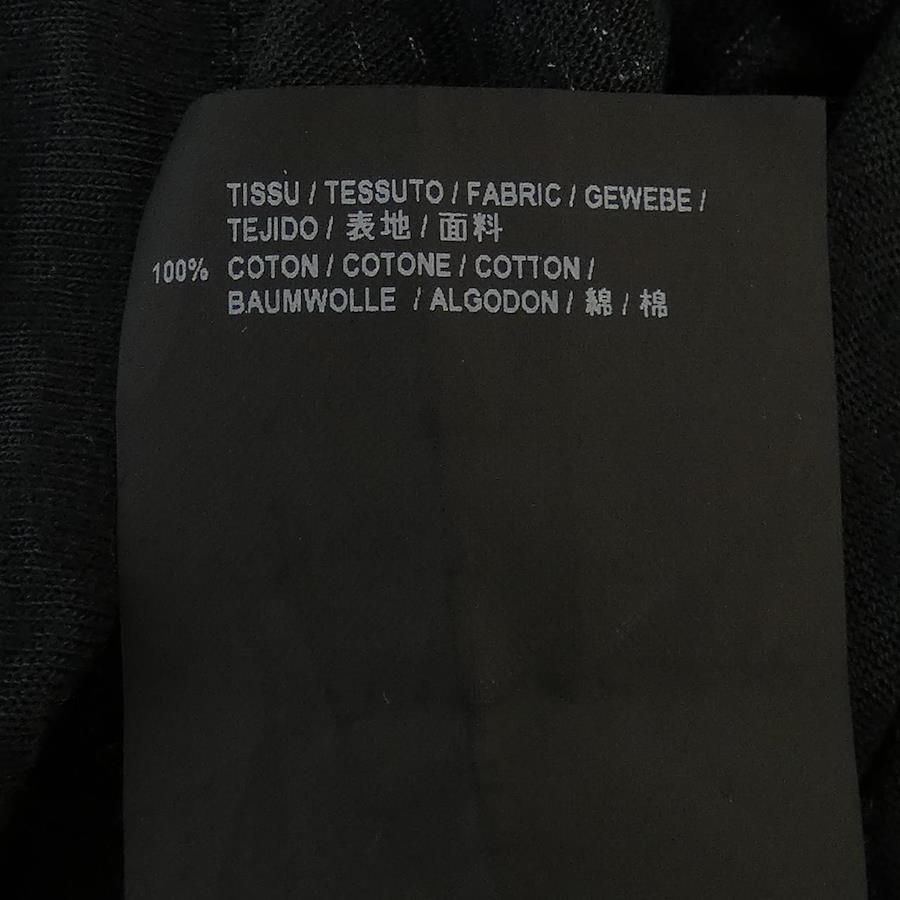 TISSU / TESSUTO / FABRIC / GEWEBE /
TEJIDO / 表地 / 面料
100% COTON / COTONE / COTTON /
BAUMWOLLE / ALGODON / 綿 / 棉